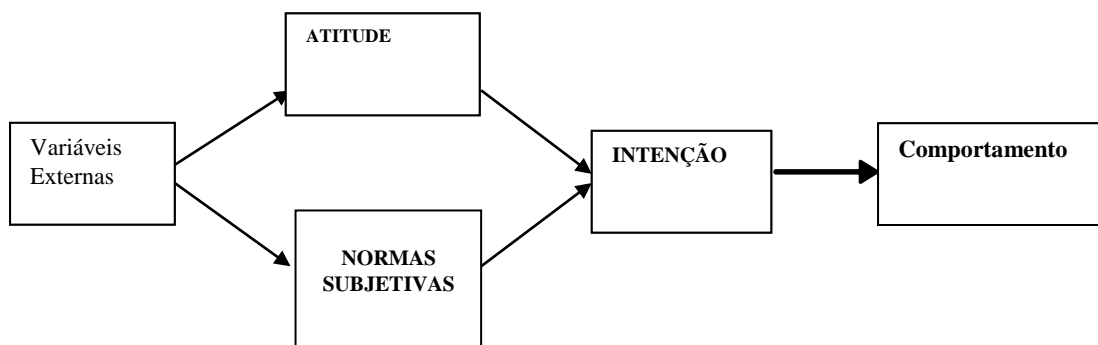 ATITUDE
Variáveis
Externas
INTENÇÃO
Comportamento
NORMAS
SUBJETIVAS